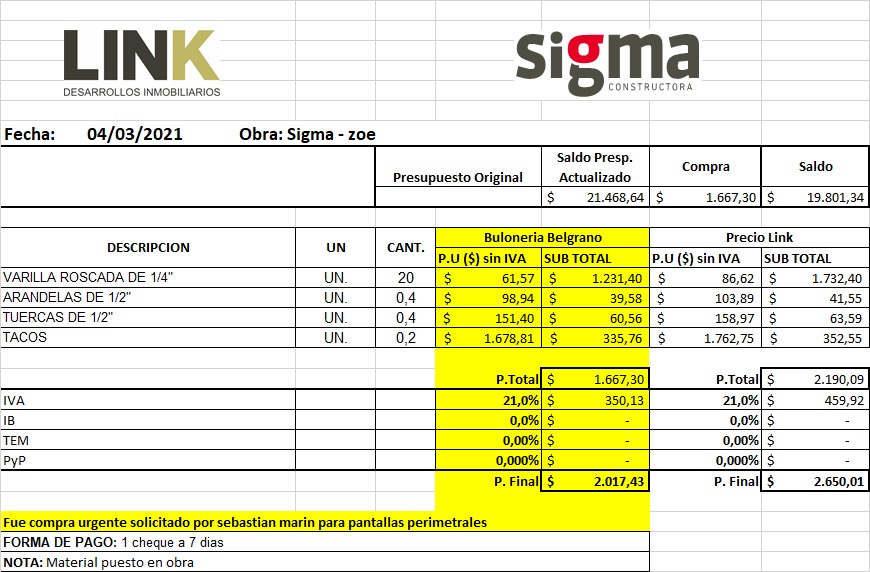 LINK
DESARROLLOS INMOBILIARIOS
sigma
CONSTRUCTORA
Fecha: 04/03/2021 Obra: Sigma - zoe
Presupuesto Original Saldo Presp. Actualizado Compra Saldo
$ 21.468,64 $ 1.667,30 $ 19.801,34
DESCRIPCION UN CANT. Buloneria Belgrano Precio Link
P.U ($) sin IVA SUB TOTAL P.U ($) sin IVA SUB TOTAL
VARILLA ROSCADA DE 1/4" UN. 20 $ 61,57 $ 1.231,40 $ 86,62 $ 1.732,40
ARANDELAS DE 1/2" UN. 0,4 $ 98,94 $ 39,58 $ 103,89 $ 41,55
TUERCAS DE 1/2" UN. 0,4 $ 151,40 $ 60,56 $ 158,97 $ 63,59
TACOS UN. 0,2 $ 1.678,81 $ 335,76 $ 1.762,75 $ 352,55
P.Total $ 1.667,30 P.Total $ 2.190,09
IVA 21,0% $ 350,13 21,0% $ 459,92
IB 0,0% $ - 0,0% $ -
TEM 0,00% $ - 0,00% $ -
PyP 0,000% $ - 0,000% $ -
P. Final $ 2.017,43 P. Final $ 2.650,01
Fue compra urgente solicitado por sebastian marin para pantallas perimetrales
FORMA DE PAGO: 1 cheque a 7 dias
NOTA: Material puesto en obra